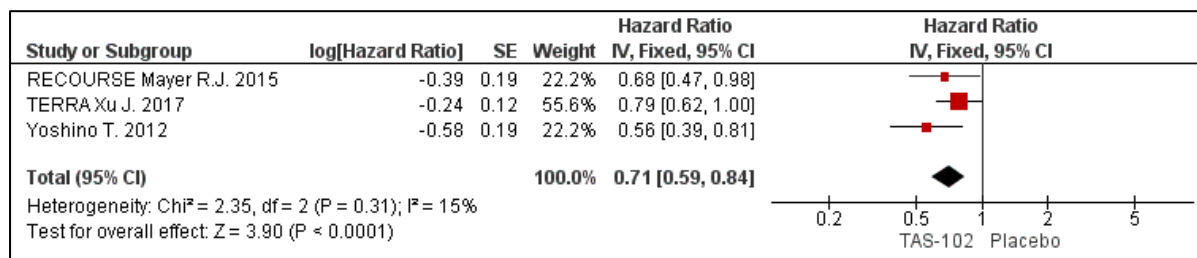 Hazard Ratio Hazard Ratio
Study or Subgroup log[Hazard Ratio] SE Weight IV, Fixed, 95% CI IV, Fixed, 95% CI
RECOURSE Mayer R.J. 2015 -0.39 0.19 22.2% 0.68 [0.47, 0.98]
TERRA Xu J. 2017 -0.24 0.12 55.6% 0.79 [0.62, 1.00]
Yoshino T. 2012 -0.58 0.19 22.2% 0.56 [0.39, 0.81]
Total (95% CI) 100.0% 0.71 [0.59, 0.84]
Heterogeneity: Chi² = 2.35, df = 2 (P = 0.31); I² = 15%
Test for overall effect: Z = 3.90 (P < 0.0001)
0.2 0.5 1 2 5
TAS-102 Placebo